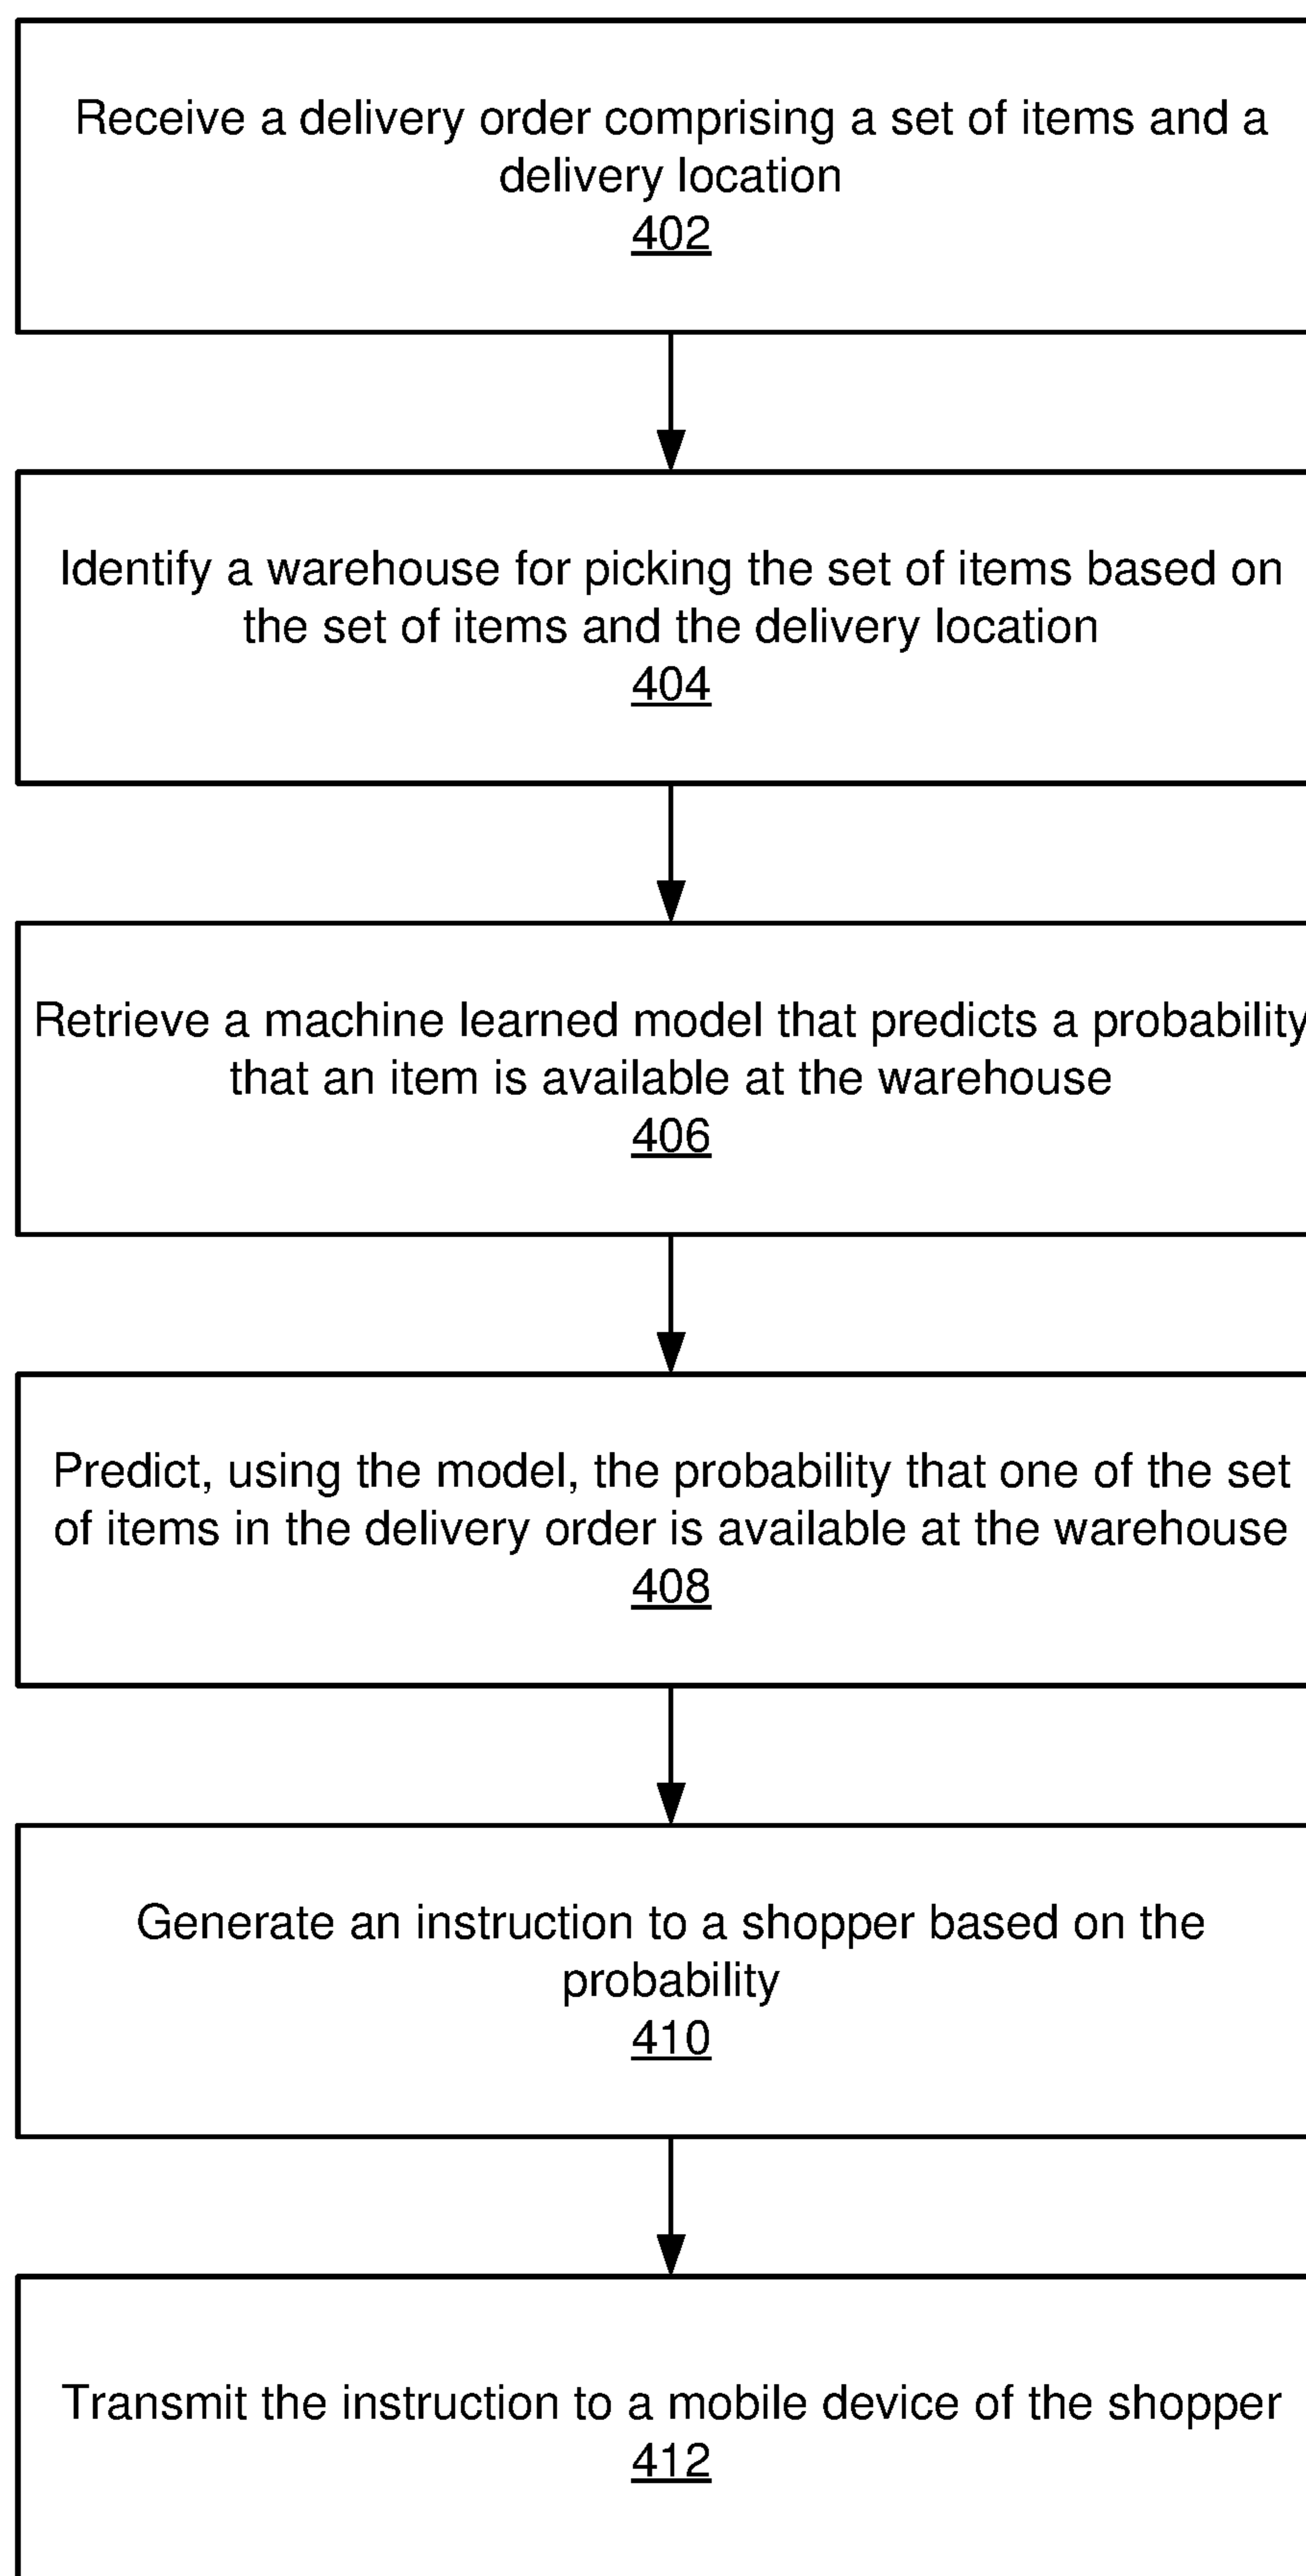 Receive a delivery order comprising a set of items and a
delivery location
402
Identify a warehouse for picking the set of items based on
the set of items and the delivery location
404
Retrieve a machine learned model that predicts a probability
that an item is available at the warehouse
406
Predict, using the model, the probability that one of the set
of items in the delivery order is available at the warehouse
408
Generate an instruction to a shopper based on the
probability
410
Transmit the instruction to a mobile device of the shopper
412